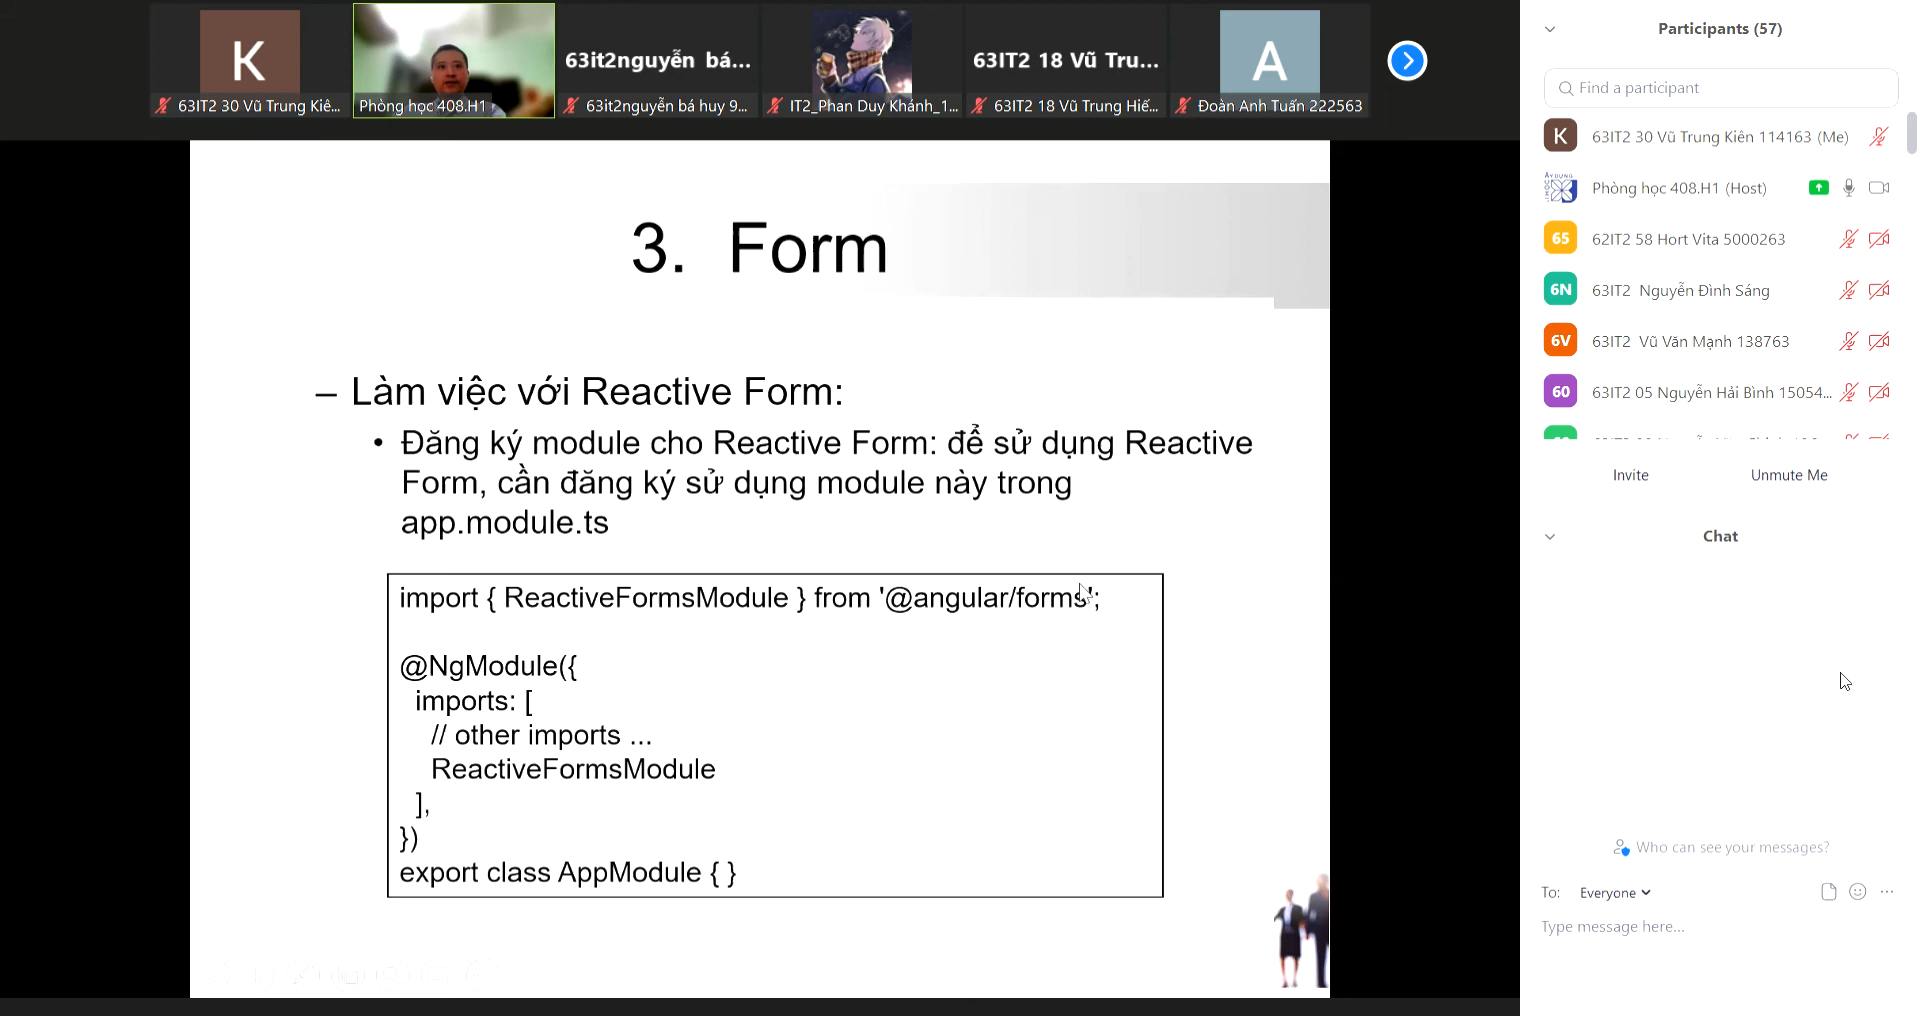 K
63IT2 30 Vũ Trung Kiê...
Phòng học 408.H1
63it2nguyễn bá...
63it2nguyễn bá huy 9...
IT2_Phan Duy Khánh_1...
63IT2 18 Vũ Tru...
63IT2 18 Vũ Trung Hiế...
A
Đoàn Anh Tuấn 222563
3. Form
– Làm việc với Reactive Form:
• Đăng ký module cho Reactive Form: để sử dụng Reactive
Form, cần đăng ký sử dụng module này trong
app.module.ts
import { ReactiveFormsModule } from '@angular/forms';
@NgModule({
imports: [
// other imports ...
ReactiveFormsModule
],
})
export class AppModule { }
Participants (57)
Find a participant
K
63IT2 30 Vũ Trung Kiên 114163 (Me)
Phòng học 408.H1 (Host)
65
62IT2 58 Hort Vita 5000263
6N
63IT2 Nguyễn Đình Sáng
6V
63IT2 Vũ Văn Mạnh 138763
60
63IT2 05 Nguyễn Hải Bình 15054...
Invite
Unmute Me
Chat
Who can see your messages?
To: Everyone
Type message here...